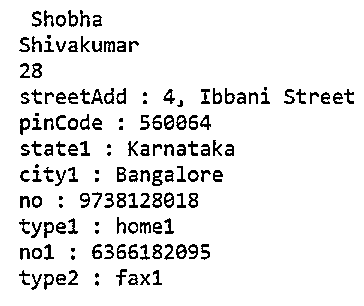 Shobha
Shivakumar
28
streetAdd : 4, Ibbani Street
pinCode : 560064
state1 : Karnataka
city1 : Bangalore
no : 9738128018
type1 : home1
no1 : 6366182095
type2 : fax1